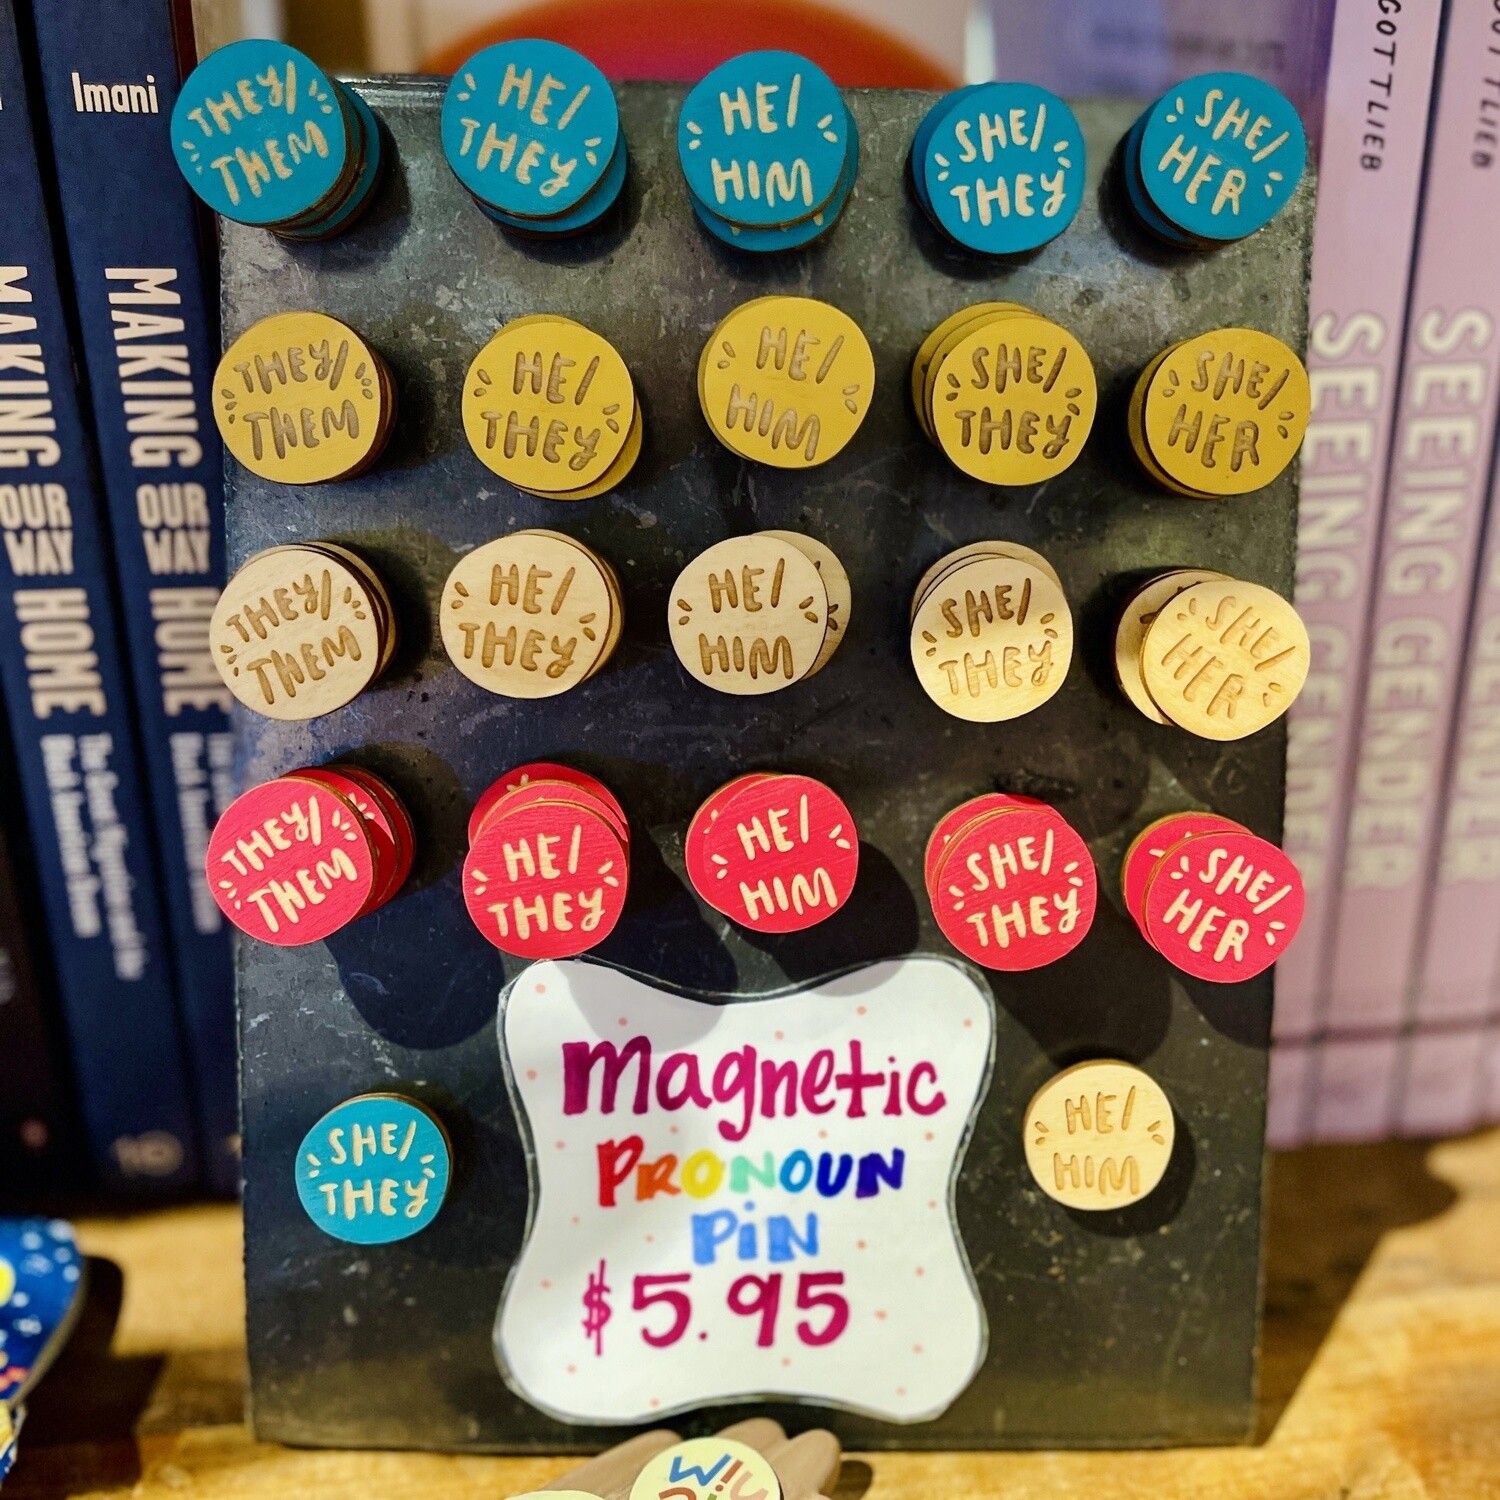 Imani
MAKING OUR WAY HOME
MAKING OUR WAY HOME
GOTTLIEB
SEEING GENDER
GOTTLIEB
SEEING GENDER
THEY/
THEM
HE/
THEY
HE/
HIM
SHE/
THEY
SHE/
HER
THEY/
THEM
HE/
THEY
HE/
HIM
SHE/
THEY
SHE/
HER
THEY/
THEM
HE/
THEY
HE/
HIM
SHE/
THEY
SHE/
HER
THEY/
THEM
HE/
THEY
HE/
HIM
SHE/
THEY
SHE/
HER
SHE/
THEY
HE/
HIM
Magnetic
PRONOUN
PiN
$5.95